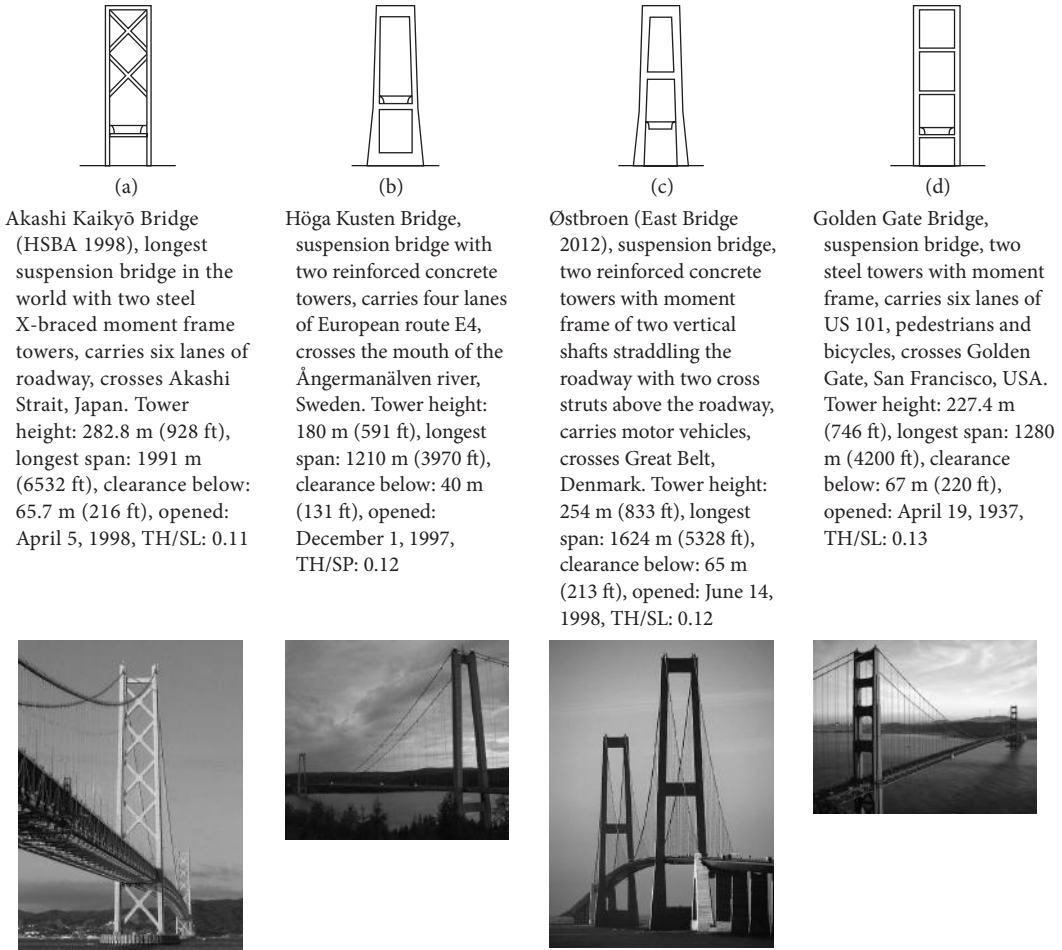 (a)
Akashi Kaikyō Bridge
(HSBA 1998), longest
suspension bridge in the
world with two steel
X-braced moment frame
towers, carries six lanes of
roadway, crosses Akashi
Strait, Japan. Tower
height: 282.8 m (928 ft),
longest span: 1991 m
(6532 ft), clearance below:
65.7 m (216 ft), opened:
April 5, 1998, TH/SL: 0.11
(b)
Höga Kusten Bridge,
suspension bridge with
two reinforced concrete
towers, carries four lanes
of European route E4,
crosses the mouth of the
Ångermanälven river,
Sweden. Tower height:
180 m (591 ft), longest
span: 1210 m (3970 ft),
clearance below: 40 m
(131 ft), opened:
December 1, 1997,
TH/SP: 0.12
(c)
Østbroen (East Bridge
2012), suspension bridge,
two reinforced concrete
towers with moment
frame of two vertical
shafts straddling the
roadway with two cross
struts above the roadway,
carries motor vehicles,
crosses Great Belt,
Denmark. Tower height:
254 m (833 ft), longest
span: 1624 m (5328 ft),
clearance below: 65 m
(213 ft), opened: June 14,
1998, TH/SL: 0.12
(d)
Golden Gate Bridge,
suspension bridge, two
steel towers with moment
frame, carries six lanes of
US 101, pedestrians and
bicycles, crosses Golden
Gate, San Francisco, USA.
Tower height: 227.4 m
(746 ft), longest span: 1280
m (4200 ft), clearance
below: 67 m (220 ft),
opened: April 19, 1937,
TH/SL: 0.13